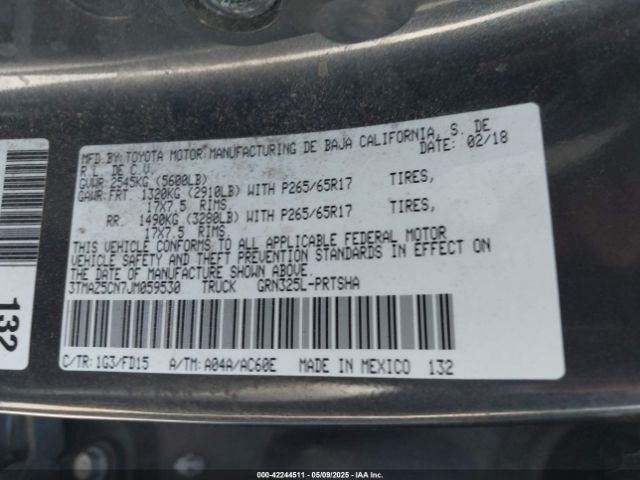 MFD.BY: TOYOTA MOTOR MANUFACTURING DE BAJA CALIFORNIA, S. DE
R.L. DE C.V. DATE: 02/18
GVWR 2545KG (5600LB)
GAWR:FRT. 1320KG (2910LB) WITH P265/65R17 TIRES,
17X7.5 RIMS
RR. 1490KG (3280LB) WITH P265/65R17 TIRES,
17X7.5 RIMS
THIS VEHICLE CONFORMS TO ALL APPLICABLE FEDERAL MOTOR
VEHICLE SAFETY AND THEFT PREVENTION STANDARDS IN EFFECT ON
THE DATE OF MANUFACTURE SHOWN ABOVE.
3TMAZ5CN7JM059530 TRUCK GRN325L-PRTSHA
C/TR:1G3/FD15 A/TM:A04A/AC60E MADE IN MEXICO 132
132
000-42244511 - 05/09/2025 - IAA Inc.